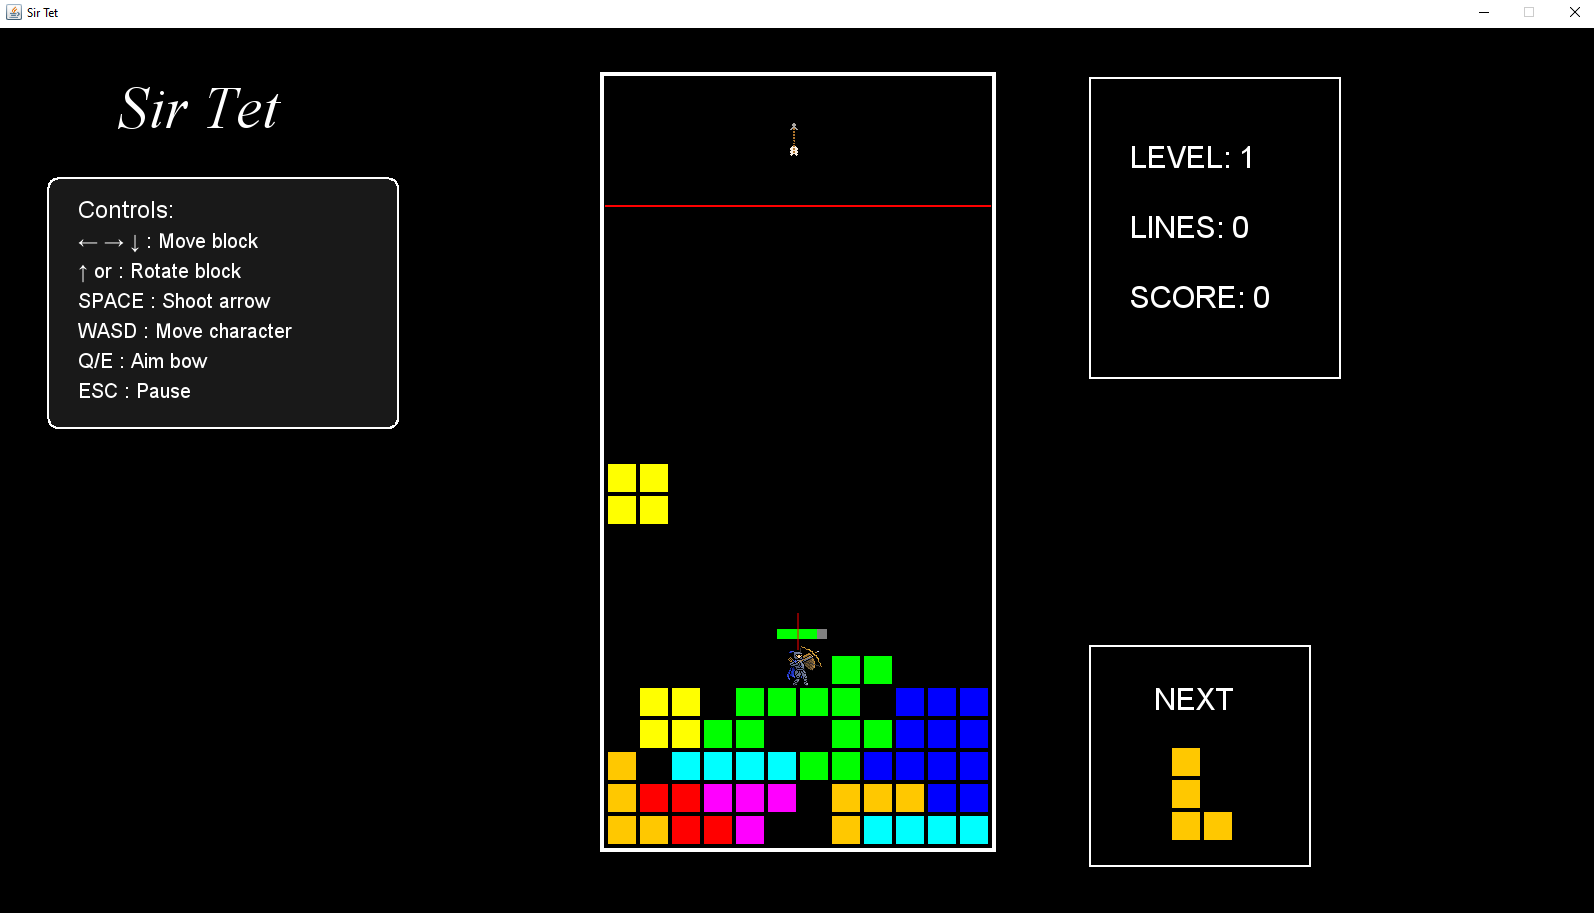 Sir Tet
Sir Tet
Controls:
← → ↓ : Move block
↑ or : Rotate block
SPACE : Shoot arrow
WASD : Move character
Q/E : Aim bow
ESC : Pause
LEVEL: 1
LINES: 0
SCORE: 0
NEXT